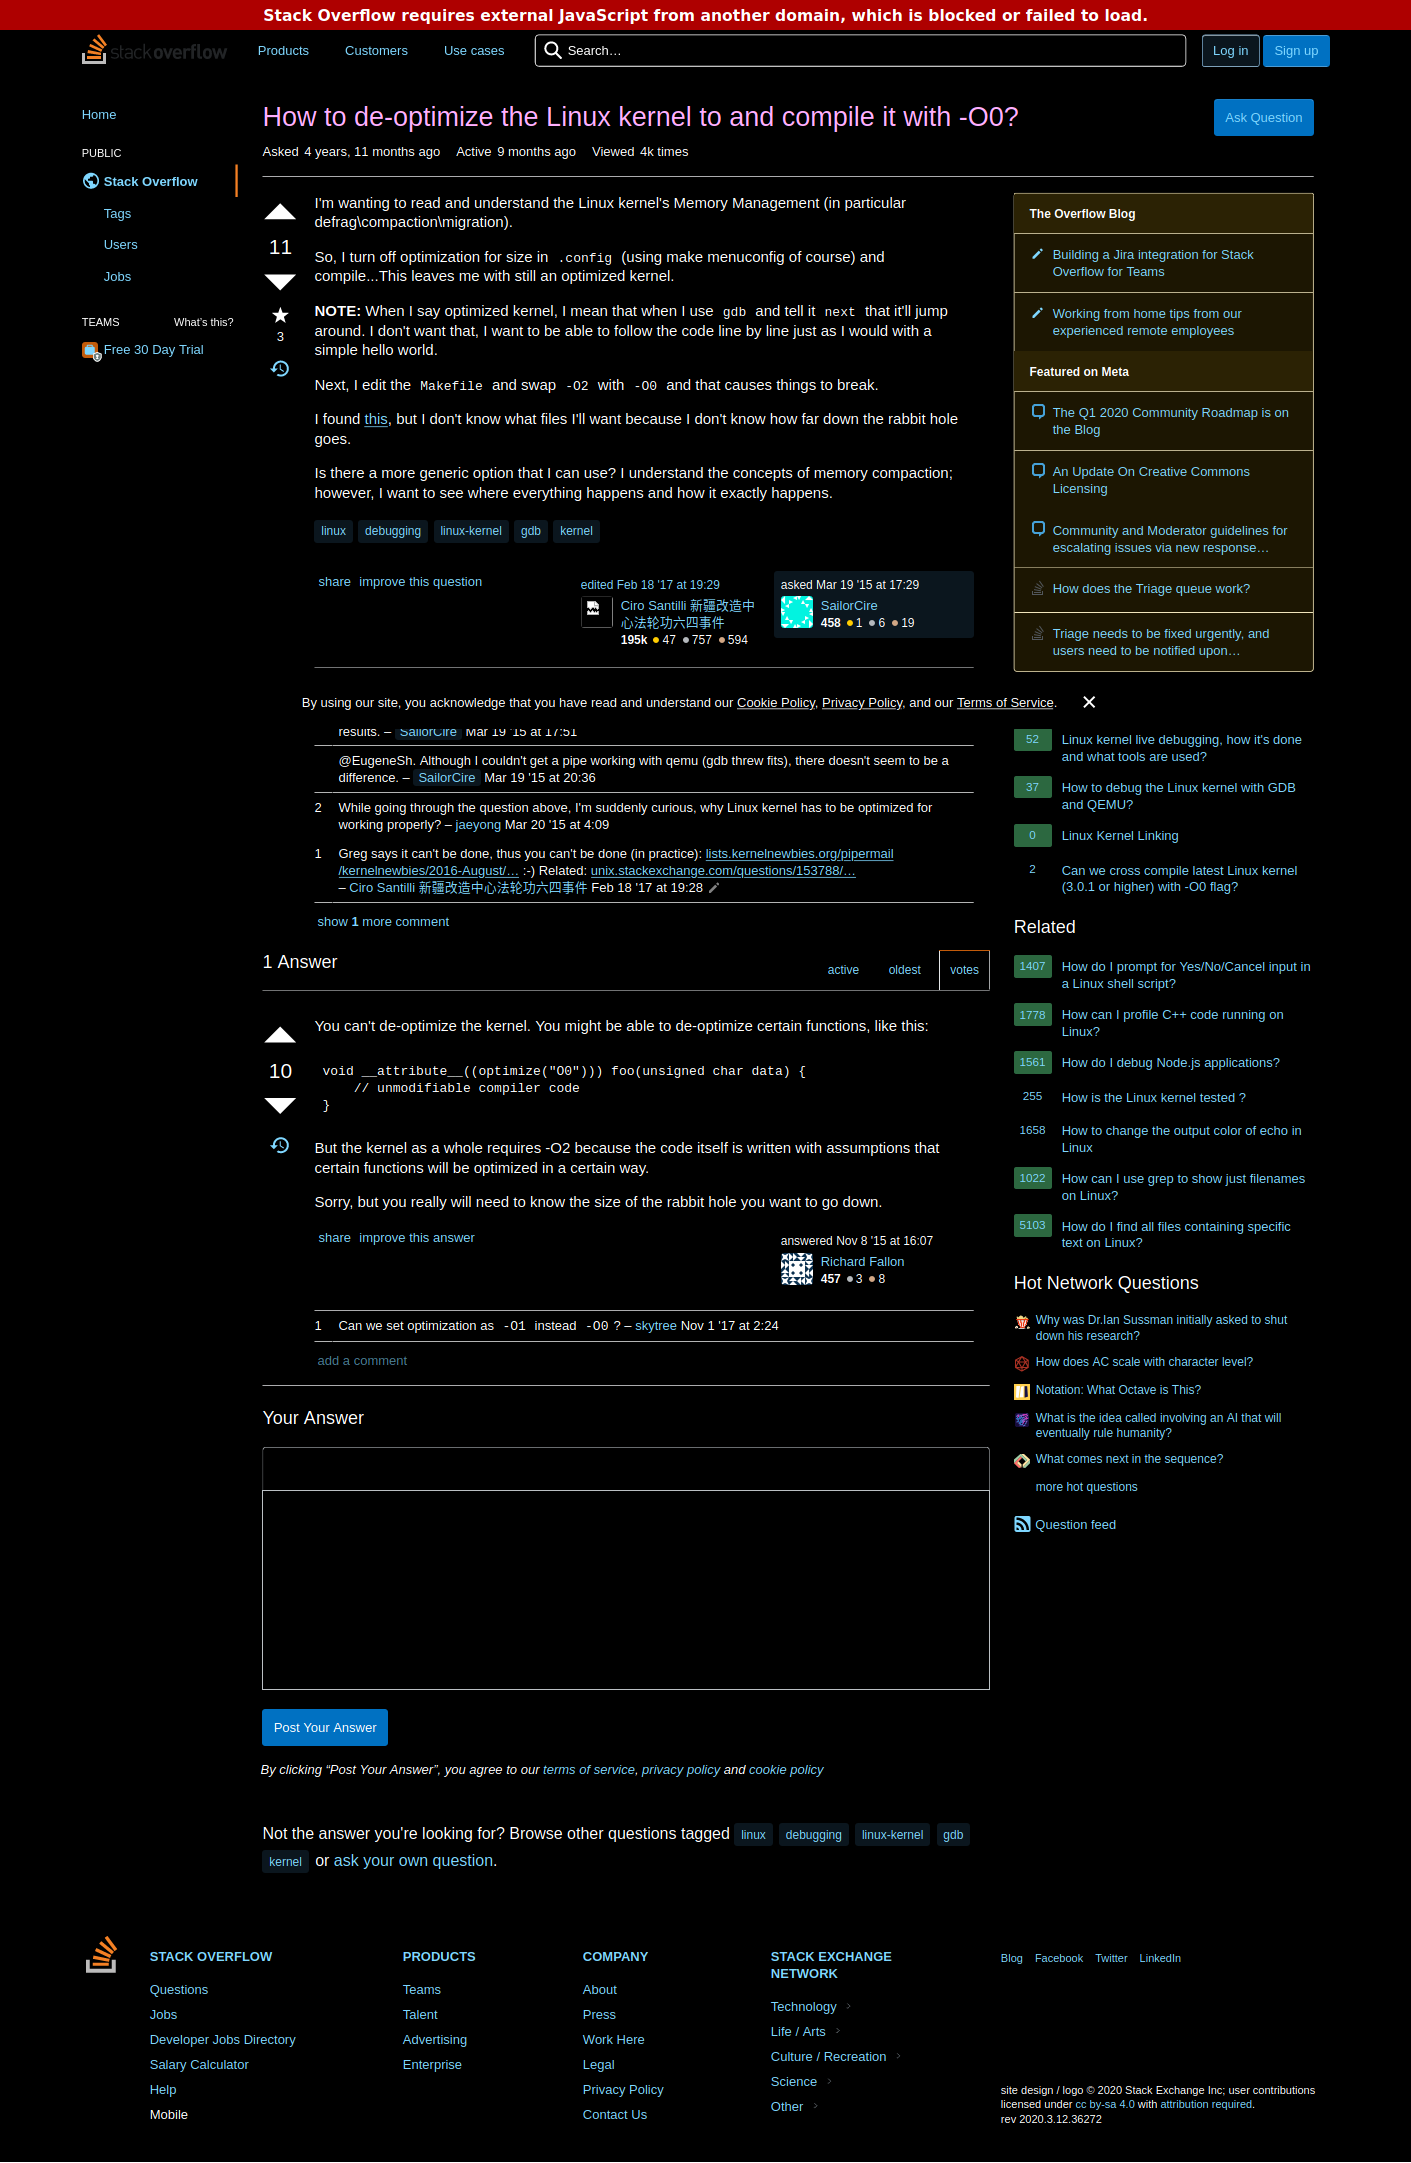 Stack Overflow requires external JavaScript from another domain, which is blocked or failed to load.
stackoverflow
Products
Customers
Use cases
Search…
Log in
Sign up
Home
PUBLIC
Stack Overflow
Tags
Users
Jobs
TEAMS
What's this?
Free 30 Day Trial
How to de-optimize the Linux kernel to and compile it with -O0?
Ask Question
Asked 4 years, 11 months ago Active 9 months ago Viewed 4k times
11
3
I'm wanting to read and understand the Linux kernel's Memory Management (in particular
defrag\compaction\migration).
So, I turn off optimization for size in .config (using make menuconfig of course) and
compile...This leaves me with still an optimized kernel.
NOTE: When I say optimized kernel, I mean that when I use gdb and tell it next that it'll jump
around. I don't want that, I want to be able to follow the code line by line just as I would with a
simple hello world.
Next, I edit the Makefile and swap -O2 with -O0 and that causes things to break.
I found this, but I don't know what files I'll want because I don't know how far down the rabbit hole
goes.
Is there a more generic option that I can use? I understand the concepts of memory compaction;
however, I want to see where everything happens and how it exactly happens.
linux debugging linux-kernel gdb kernel
share improve this question
edited Feb 18 '17 at 19:29
Ciro Santilli 新疆改造中
心法轮功六四事件
195k 47 757 594
asked Mar 19 '15 at 17:29
SailorCire
458 1 6 19
The Overflow Blog
Building a Jira integration for Stack
Overflow for Teams
Working from home tips from our
experienced remote employees
Featured on Meta
The Q1 2020 Community Roadmap is on
the Blog
An Update On Creative Commons
Licensing
Community and Moderator guidelines for
escalating issues via new response…
How does the Triage queue work?
Triage needs to be fixed urgently, and
users need to be notified upon…
By using our site, you acknowledge that you have read and understand our Cookie Policy, Privacy Policy, and our Terms of Service.
results. – SailorCire Mar 19 '15 at 17:51
@EugeneSh. Although I couldn't get a pipe working with qemu (gdb threw fits), there doesn't seem to be a
difference. – SailorCire Mar 19 '15 at 20:36
2 While going through the question above, I'm suddenly curious, why Linux kernel has to be optimized for
working properly? – jaeyong Mar 20 '15 at 4:09
1 Greg says it can't be done, thus you can't be done (in practice): lists.kernelnewbies.org/pipermail
/kernelnewbies/2016-August/… :-) Related: unix.stackexchange.com/questions/153788/…
– Ciro Santilli 新疆改造中心法轮功六四事件 Feb 18 '17 at 19:28
show 1 more comment
52 Linux kernel live debugging, how it's done
and what tools are used?
37 How to debug the Linux kernel with GDB
and QEMU?
0 Linux Kernel Linking
2 Can we cross compile latest Linux kernel
(3.0.1 or higher) with -O0 flag?
Related
1407 How do I prompt for Yes/No/Cancel input in
a Linux shell script?
1778 How can I profile C++ code running on
Linux?
1561 How do I debug Node.js applications?
255 How is the Linux kernel tested ?
1658 How to change the output color of echo in
Linux
1022 How can I use grep to show just filenames
on Linux?
5103 How do I find all files containing specific
text on Linux?
Hot Network Questions
Why was Dr.Ian Sussman initially asked to shut
down his research?
How does AC scale with character level?
Notation: What Octave is This?
What is the idea called involving an AI that will
eventually rule humanity?
What comes next in the sequence?
more hot questions
Question feed
1 Answer
active oldest votes
10
You can't de-optimize the kernel. You might be able to de-optimize certain functions, like this:
void __attribute__((optimize("O0"))) foo(unsigned char data) {
// unmodifiable compiler code
}
But the kernel as a whole requires -O2 because the code itself is written with assumptions that
certain functions will be optimized in a certain way.
Sorry, but you really will need to know the size of the rabbit hole you want to go down.
share improve this answer
answered Nov 8 '15 at 16:07
Richard Fallon
457 3 8
1 Can we set optimization as -O1 instead -O0 ? – skytree Nov 1 '17 at 2:24
add a comment
Your Answer
Post Your Answer
By clicking “Post Your Answer”, you agree to our terms of service, privacy policy and cookie policy
Not the answer you're looking for? Browse other questions tagged linux debugging linux-kernel gdb
kernel or ask your own question.
STACK OVERFLOW
Questions
Jobs
Developer Jobs Directory
Salary Calculator
Help
Mobile
PRODUCTS
Teams
Talent
Advertising
Enterprise
COMPANY
About
Press
Work Here
Legal
Privacy Policy
Contact Us
STACK EXCHANGE
NETWORK
Technology
Life / Arts
Culture / Recreation
Science
Other
Blog Facebook Twitter LinkedIn
site design / logo © 2020 Stack Exchange Inc; user contributions
licensed under cc by-sa 4.0 with attribution required.
rev 2020.3.12.36272